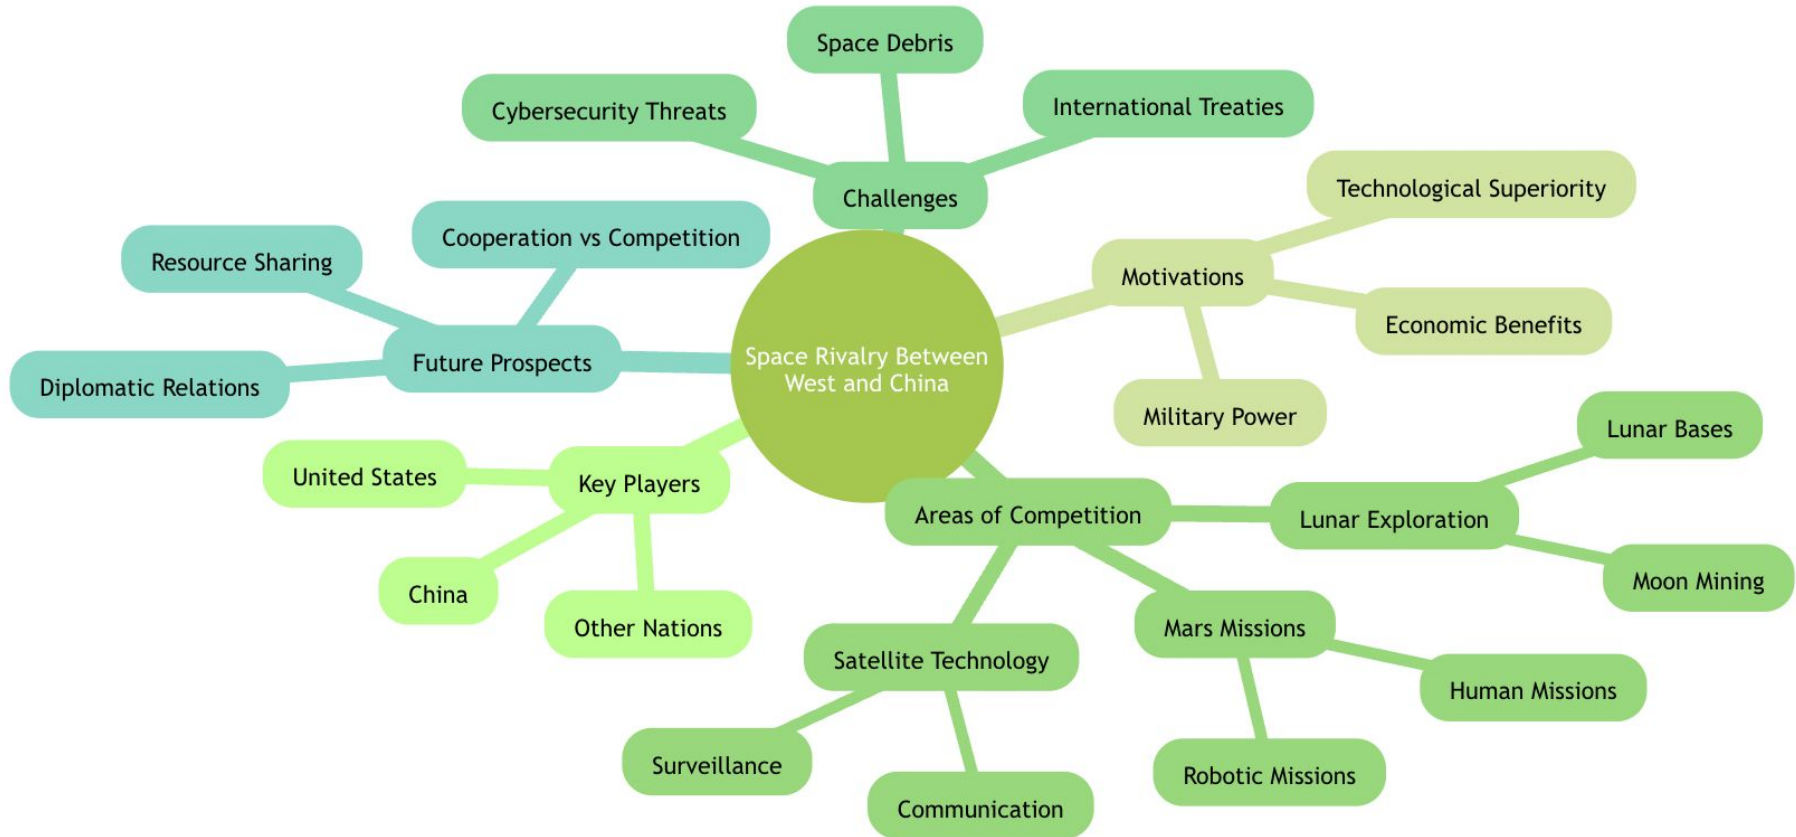 Space Debris
International Treaties
Cybersecurity Threats
Technological Superiority
Challenges
Cooperation vs Competition
Resource Sharing
Motivations
Economic Benefits
Space Rivalry Between
West and China
Future Prospects
Diplomatic Relations
Military Power
Lunar Bases
United States
Key Players
Areas of Competition
Lunar Exploration
Moon Mining
China
Other Nations
Mars Missions
Satellite Technology
Human Missions
Surveillance
Robotic Missions
Communication